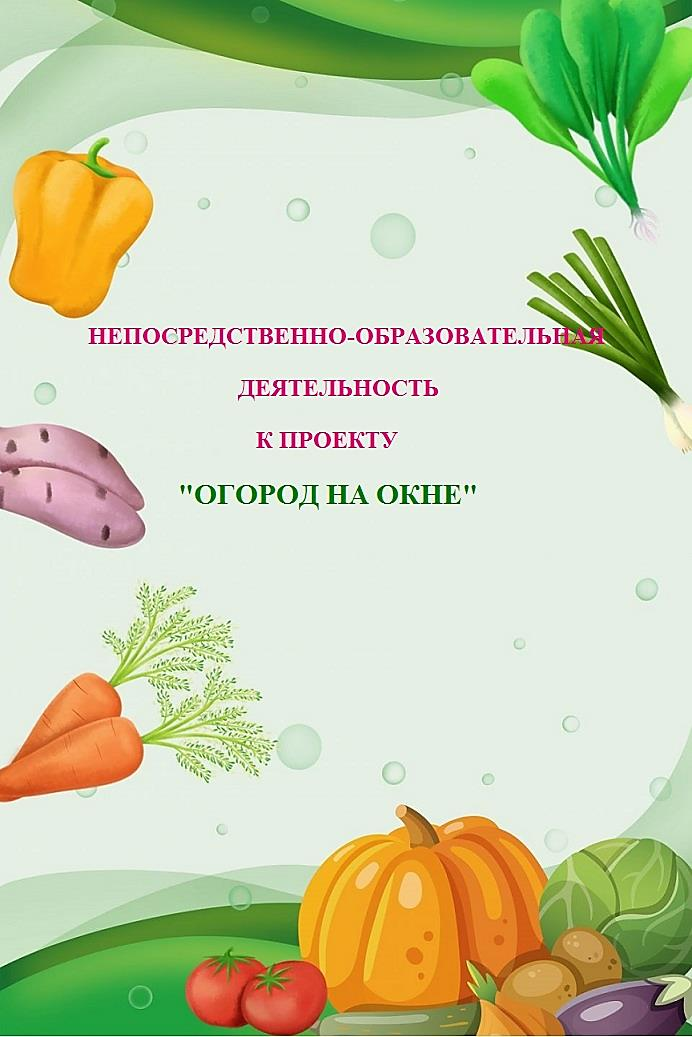 НЕПОСРЕДСТВЕННО-ОБРАЗОВАТЕЛЬНАЯ
ДЕЯТЕЛЬНОСТЬ
К ПРОЕКТУ
"ОГОРОД НА ОКНЕ"